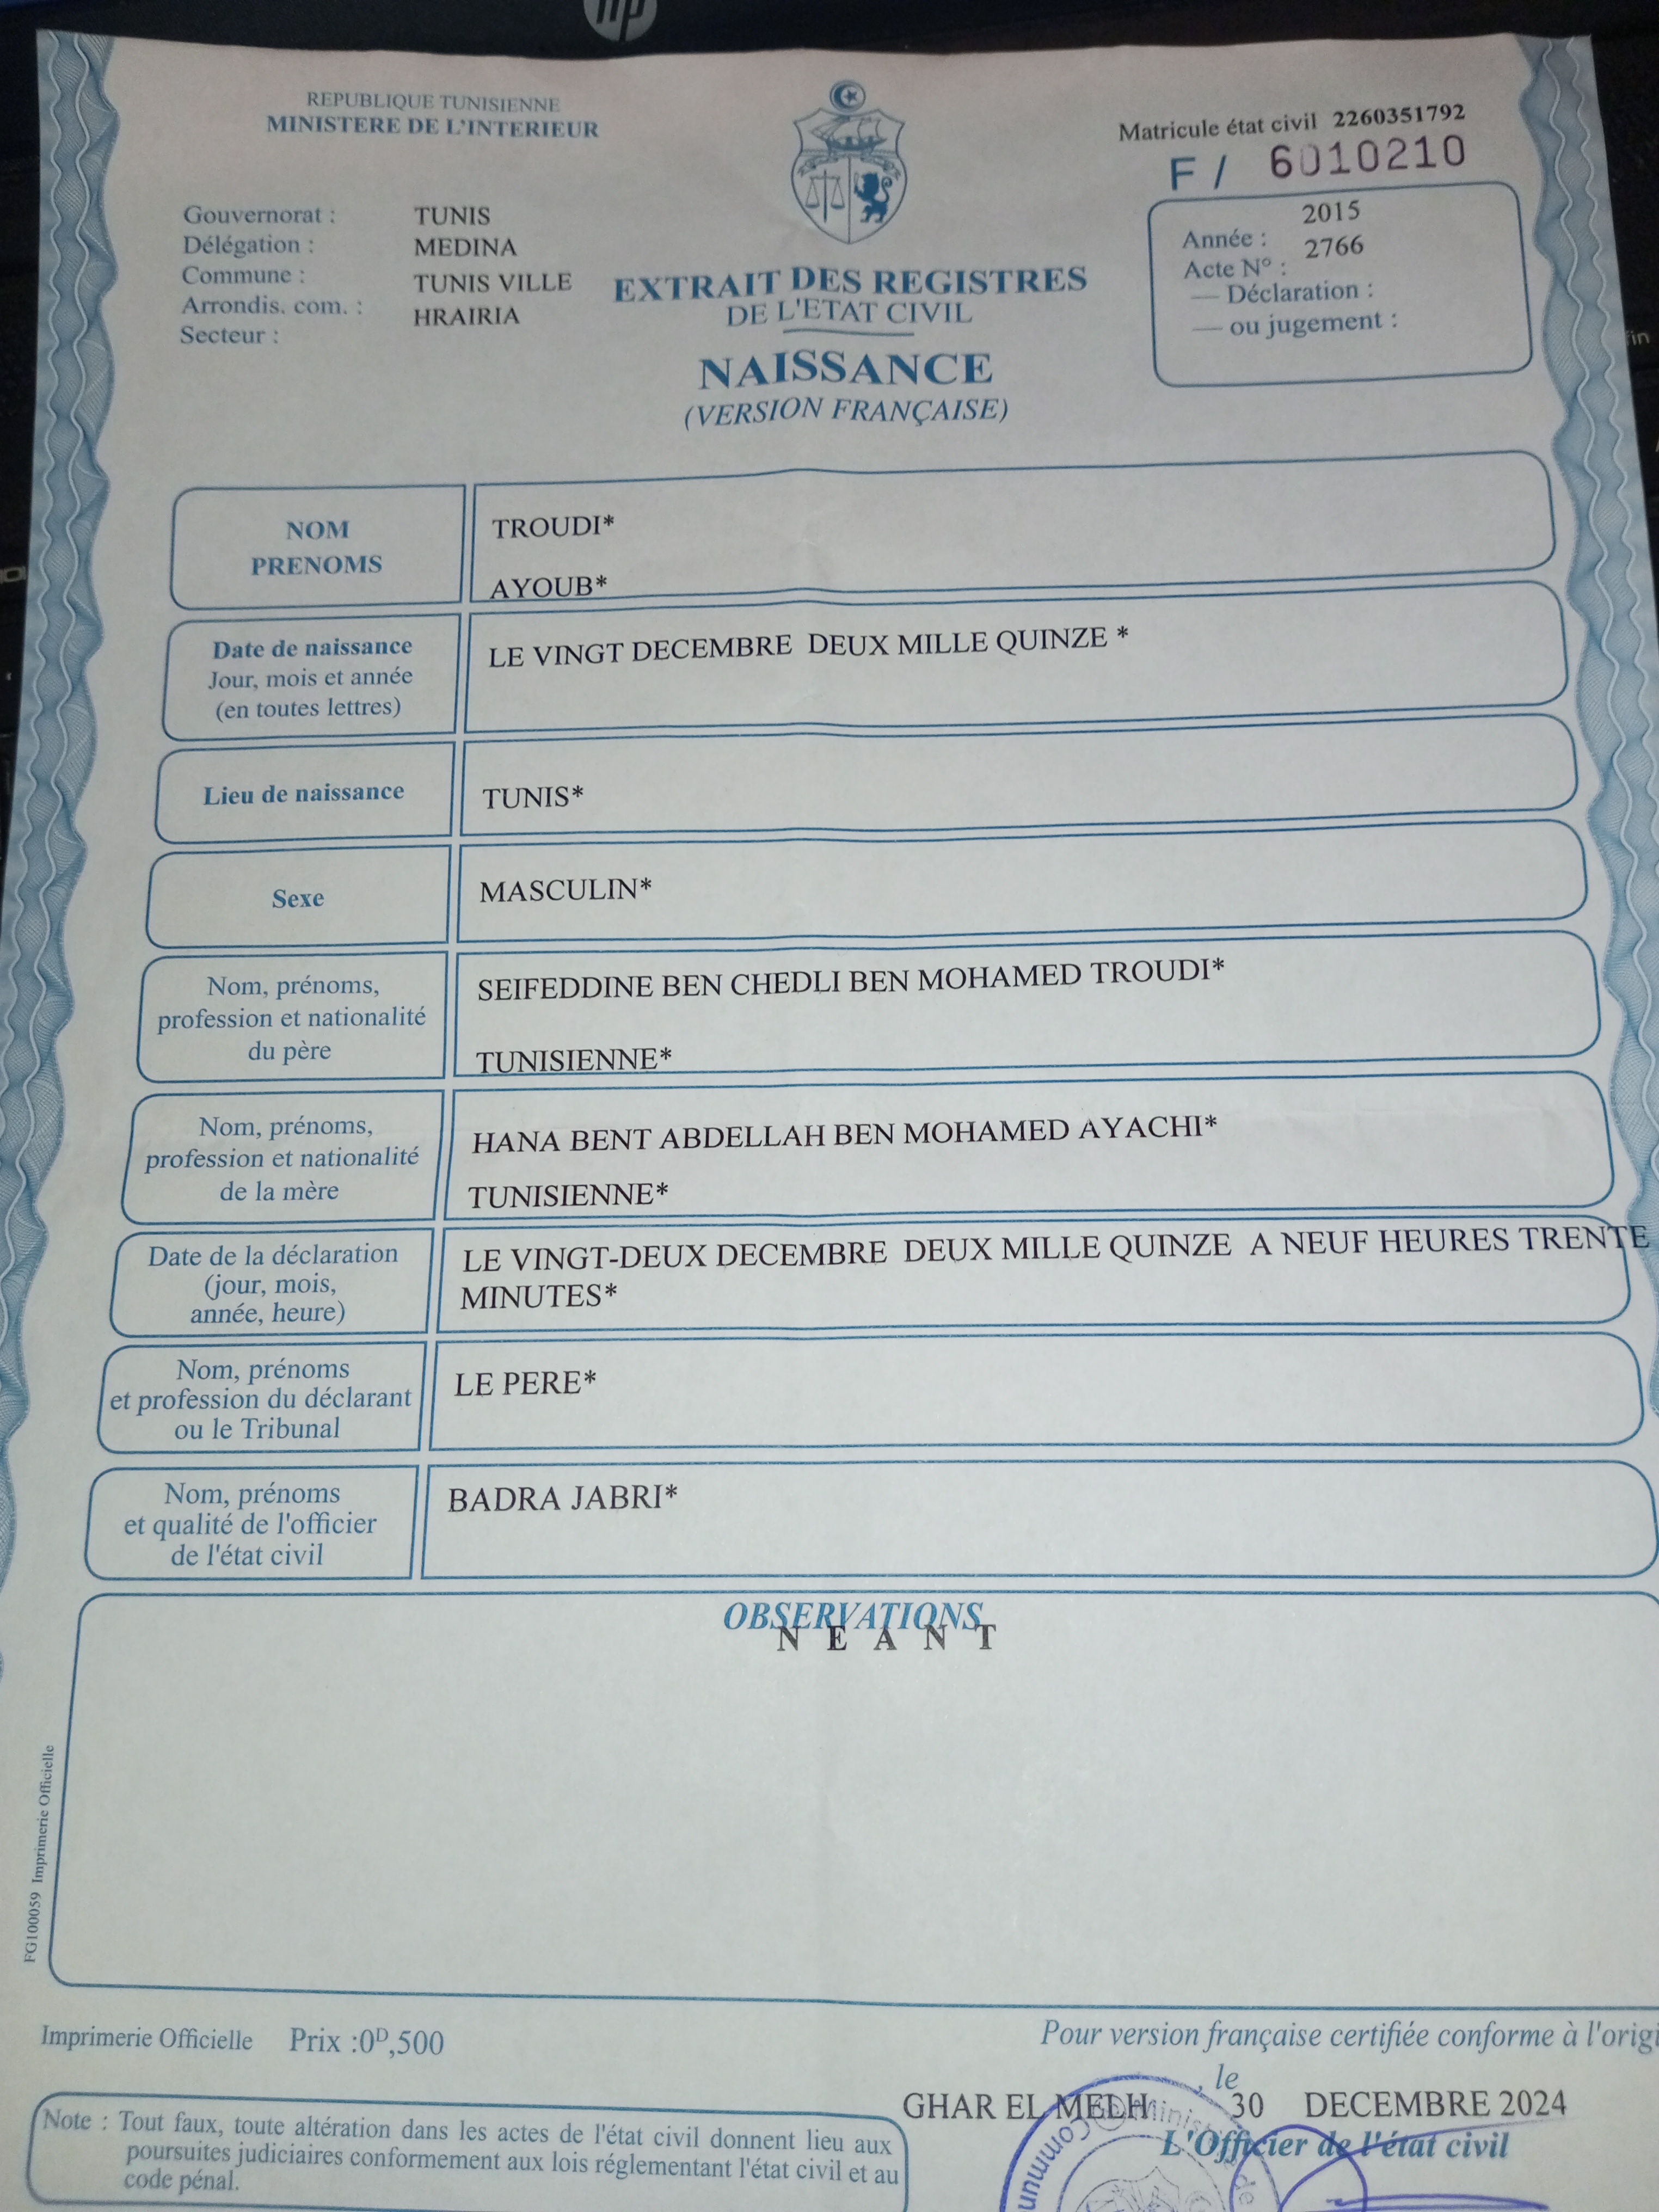 hp
REPUBLIQUE TUNISIENNE
MINISTERE DE L'INTERIEUR
Matricule état civil 2260351792
F / 6010210
Gouvernorat : TUNIS
Délégation : MEDINA
Commune : TUNIS VILLE
Arrondis. com. : HRAIRIA
Secteur :
EXTRAIT DES REGISTRES
DE L'ETAT CIVIL
NAISSANCE
(VERSION FRANÇAISE)
Année : 2015
Acte N° : 2766
— Déclaration :
— ou jugement :
NOM
PRENOMS
TROUDI*
AYOUB*
Date de naissance
Jour, mois et année
(en toutes lettres)
LE VINGT DECEMBRE DEUX MILLE QUINZE *
Lieu de naissance
TUNIS*
Sexe
MASCULIN*
Nom, prénoms,
profession et nationalité
du père
SEIFEDDINE BEN CHEDLI BEN MOHAMED TROUDI*
TUNISIENNE*
Nom, prénoms,
profession et nationalité
de la mère
HANA BENT ABDELLAH BEN MOHAMED AYACHI*
TUNISIENNE*
Date de la déclaration
(jour, mois,
année, heure)
LE VINGT-DEUX DECEMBRE DEUX MILLE QUINZE A NEUF HEURES TRENTE
MINUTES*
Nom, prénoms
et profession du déclarant
ou le Tribunal
LE PERE*
Nom, prénoms
et qualité de l'officier
de l'état civil
BADRA JABRI*
OBSERVATIONS
N E A N T
FG100059 Imprimerie Officielle
Imprimerie Officielle Prix :0ᴰ,500
Pour version française certifiée conforme à l'origi
, le
GHAR EL MELH 30 DECEMBRE 2024
L'Officier de l'état civil
Note : Tout faux, toute altération dans les actes de l'état civil donnent lieu aux
poursuites judiciaires conformement aux lois réglementant l'état civil et au
code pénal.